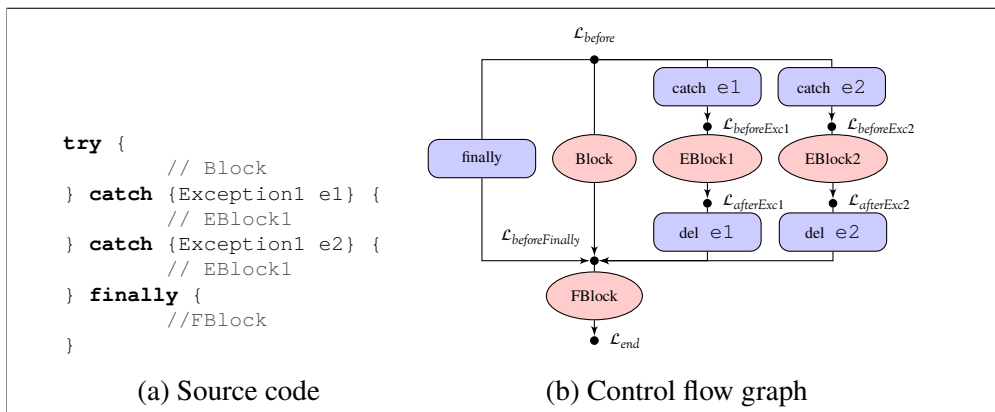 try {
// Block
} catch {Exception1 e1} {
// EBlock1
} catch {Exception1 e2} {
// EBlock1
} finally {
//FBlock
}
(a) Source code
ℒbefore
catch e1
catch e2
ℒbeforeExc1
ℒbeforeExc2
finally
Block
EBlock1
EBlock2
ℒafterExc1
ℒafterExc2
ℒbeforeFinally
del e1
del e2
FBlock
ℒend
(b) Control flow graph